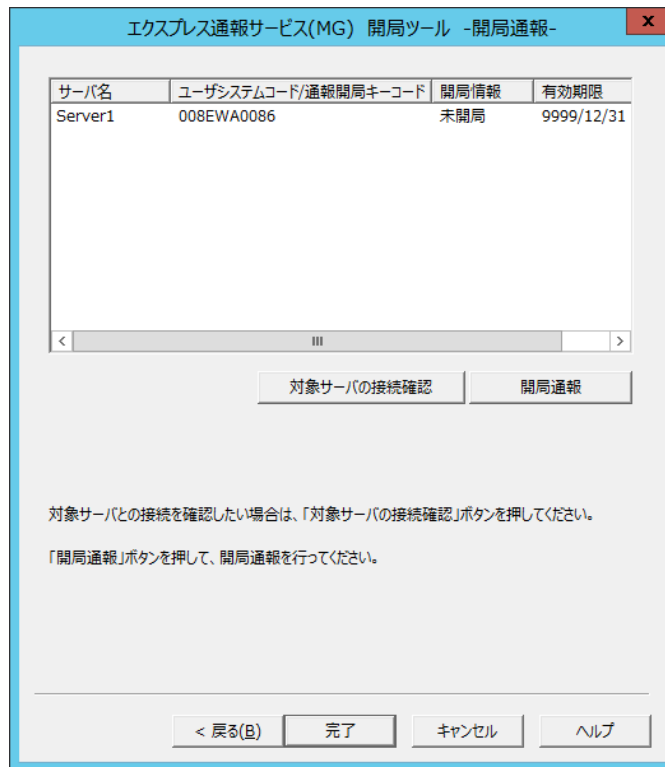 エクスプレス通報サービス(MG) 開局ツール -開局通報-
サーバ名 ユーザシステムコード/通報開局キーコード 開局情報 有効期限
Server1 008EWA0086 未開局 9999/12/31
対象サーバの接続確認 開局通報
対象サーバとの接続を確認したい場合は、「対象サーバの接続確認」ボタンを押してください。
「開局通報」ボタンを押して、開局通報を行ってください。
< 戻る(B) 完了 キャンセル ヘルプ